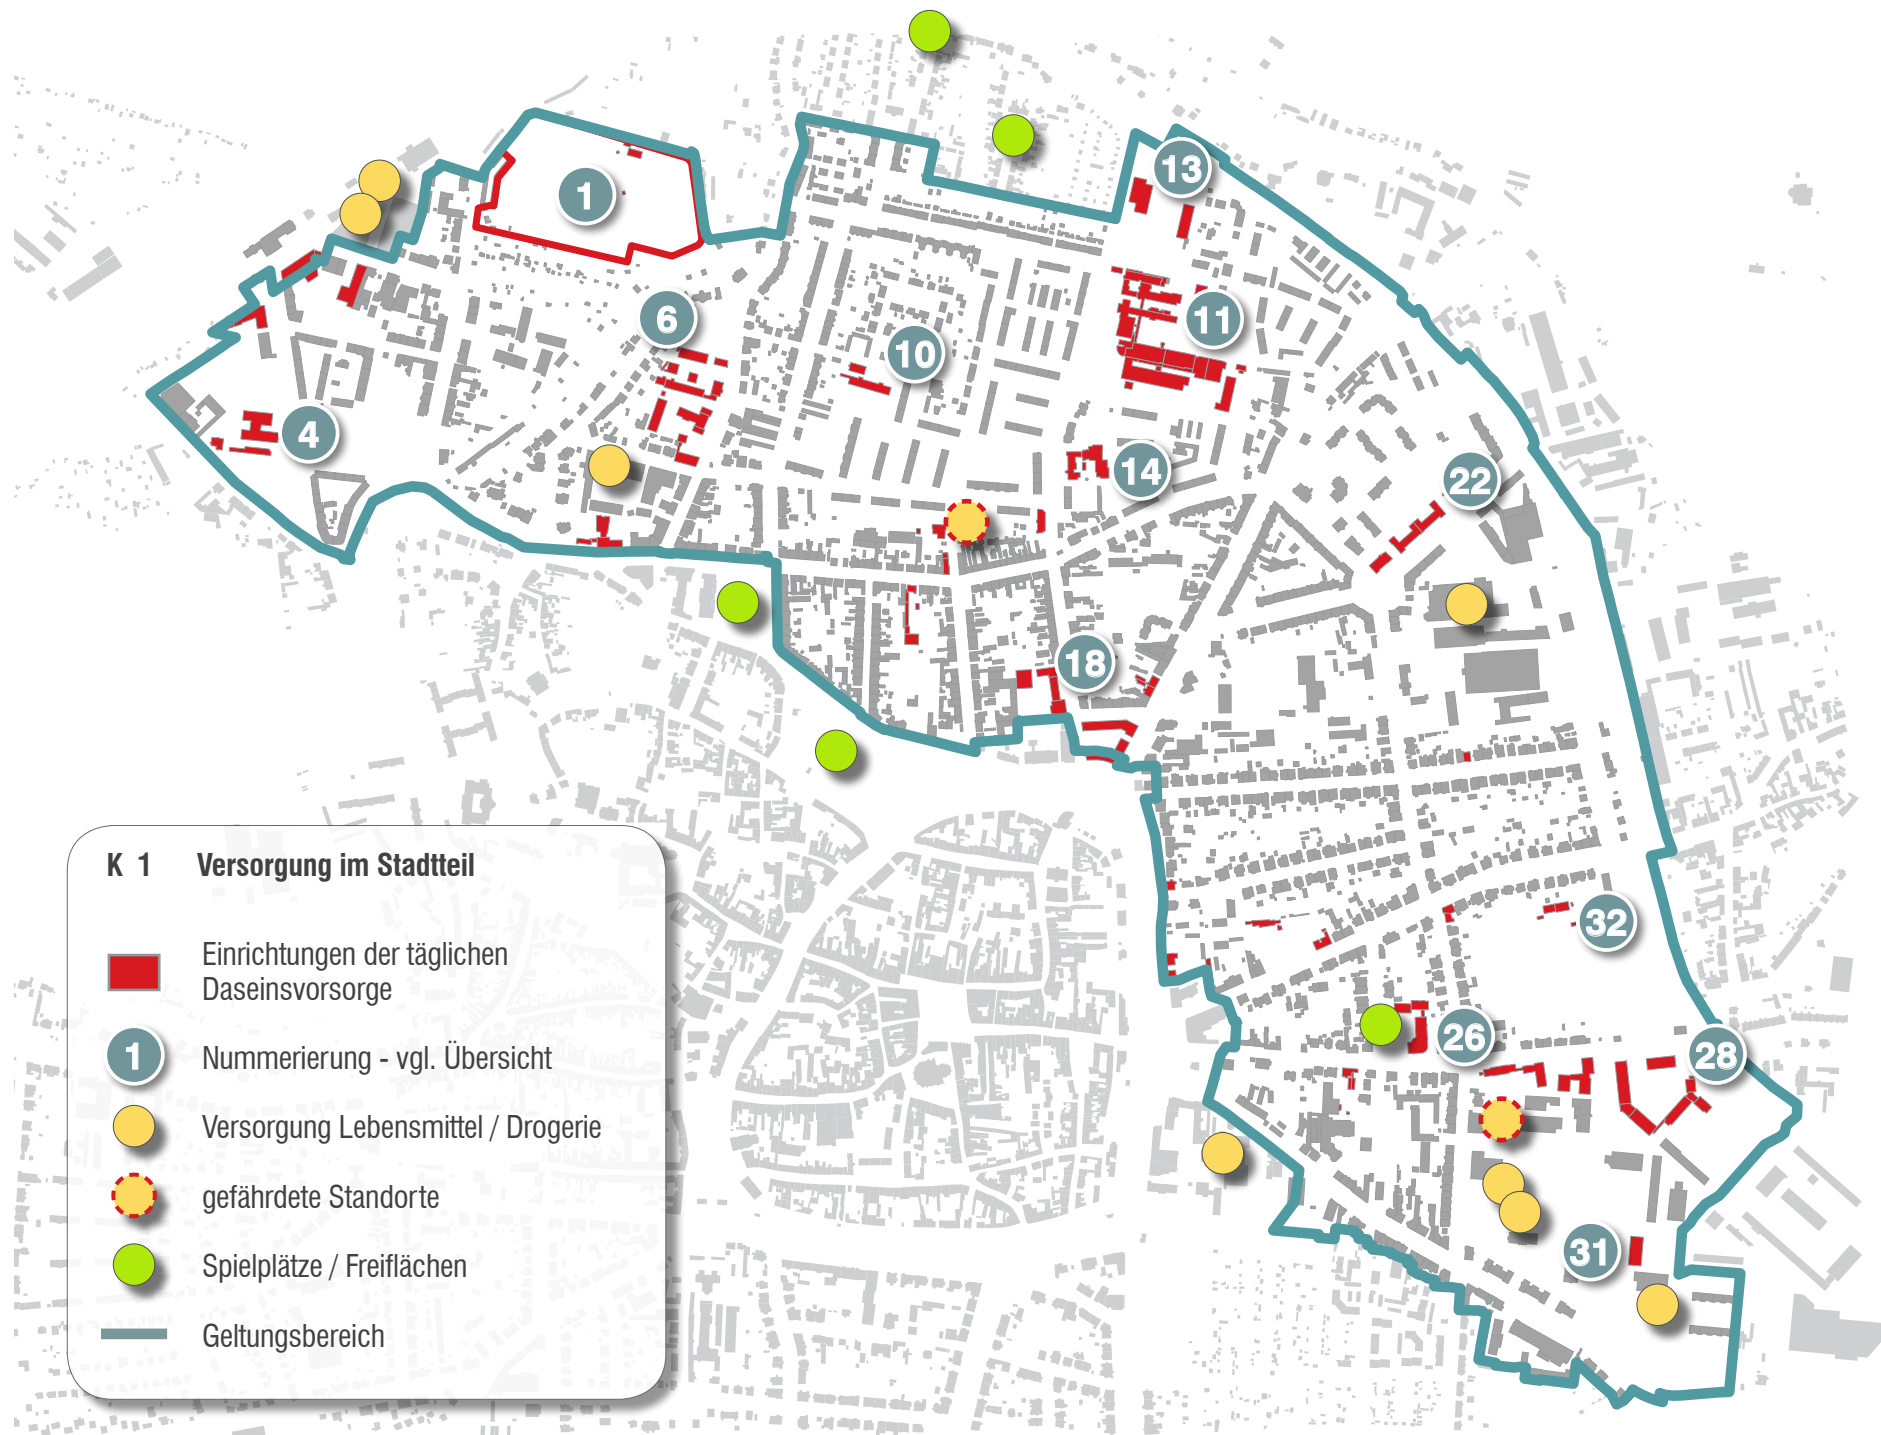 13
1
6
11
10
4
14
22
18
K 1 Versorgung im Stadtteil
Einrichtungen der täglichen
Daseinsvorsorge
1 Nummerierung - vgl. Übersicht
Versorgung Lebensmittel / Drogerie
gefährdete Standorte
Spielplätze / Freiflächen
Geltungsbereich
32
26
28
31